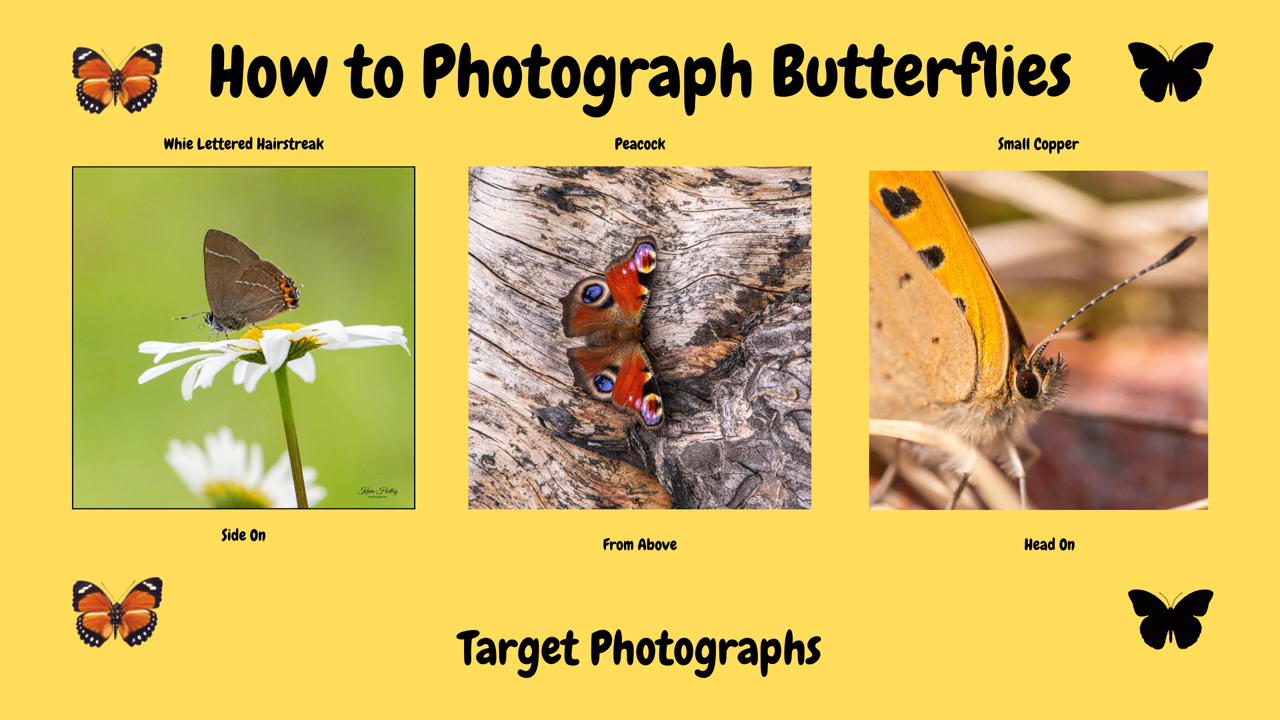 How to Photograph Butterflies
Whie Lettered Hairstreak
Peacock
Small Copper
Side On
From Above
Head On
Target Photographs